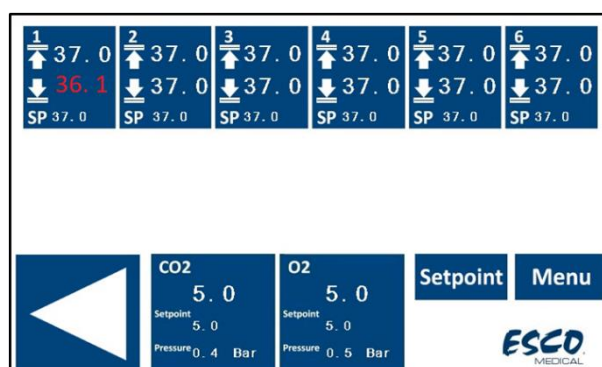 1 2 3 4 5 6
37.0 37.0 37.0 37.0 37.0 37.0
36.1 37.0 37.0 37.0 37.0 37.0
SP 37.0 SP 37.0 SP 37.0 SP 37.0 SP 37.0 SP 37.0
CO2 O2 Setpoint Menu
5.0 5.0
Setpoint Setpoint
5.0 5.0
Pressure 0.4 Bar Pressure 0.5 Bar
ESCO
MEDICAL